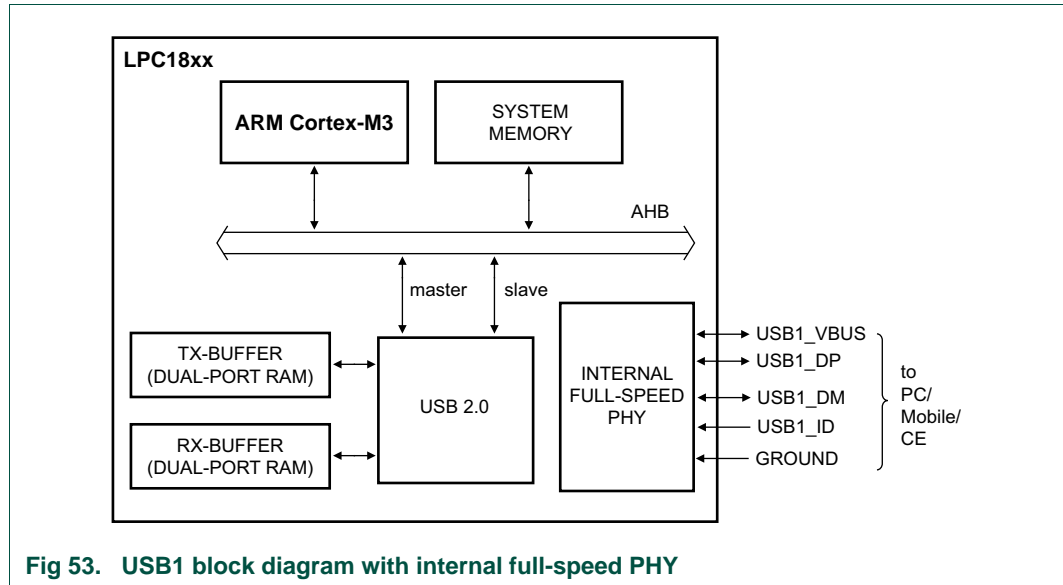 LPC18xx
ARM Cortex-M3
SYSTEM
MEMORY
AHB
master
slave
TX-BUFFER
(DUAL-PORT RAM)
RX-BUFFER
(DUAL-PORT RAM)
USB 2.0
INTERNAL
FULL-SPEED
PHY
USB1_VBUS
USB1_DP
USB1_DM
USB1_ID
GROUND
to
PC/
Mobile/
CE
Fig 53. USB1 block diagram with internal full-speed PHY